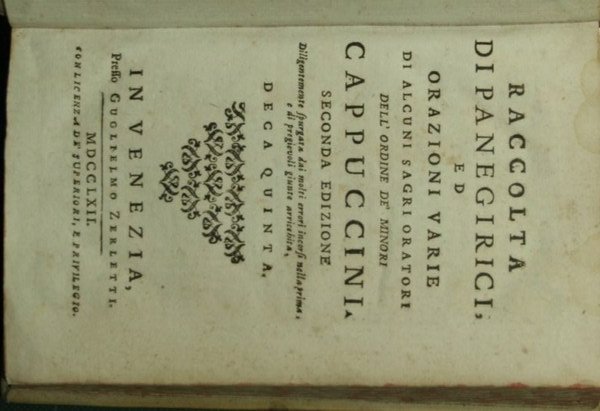 RACCOLTA
DI PANEGIRICI,
ED
ORAZIONI VARIE
DI ALCUNI SAGRI ORATORI
DELL' ORDINE DE' MINORI
CAPPUCCINI.
SECONDA EDIZIONE
Diligentemente spurgata dai molti errori incorsi nella prima,
e di pregievoli giunte arricchita,
DECA QUINTA.
IN VENEZIA,
Presso GUGLIELMO ZERLETTI.
MDCCLXII.
CON LICENZA DE' SUPERIORI, E PRIVILEGIO.